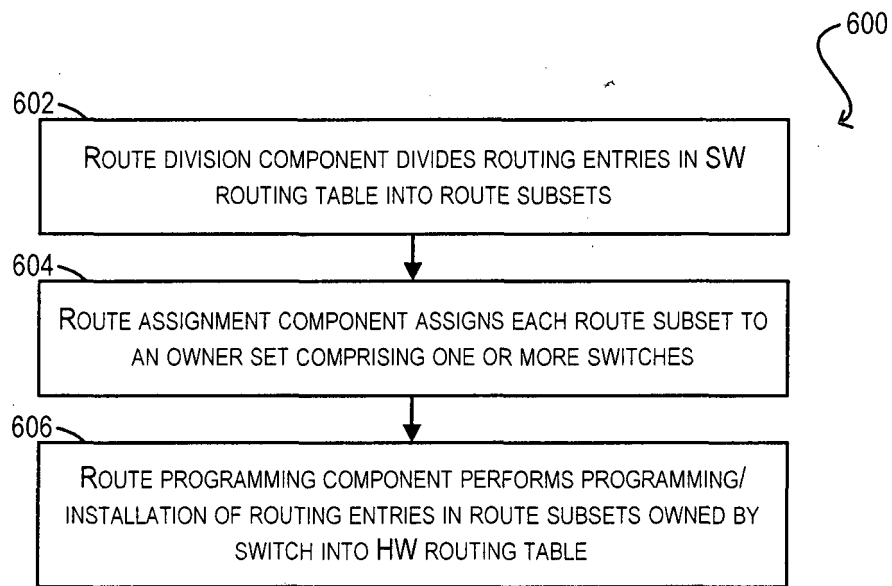 600
602
ROUTE DIVISION COMPONENT DIVIDES ROUTING ENTRIES IN SW
ROUTING TABLE INTO ROUTE SUBSETS
604
ROUTE ASSIGNMENT COMPONENT ASSIGNS EACH ROUTE SUBSET TO
AN OWNER SET COMPRISING ONE OR MORE SWITCHES
606
ROUTE PROGRAMMING COMPONENT PERFORMS PROGRAMMING/
INSTALLATION OF ROUTING ENTRIES IN ROUTE SUBSETS OWNED BY
SWITCH INTO HW ROUTING TABLE